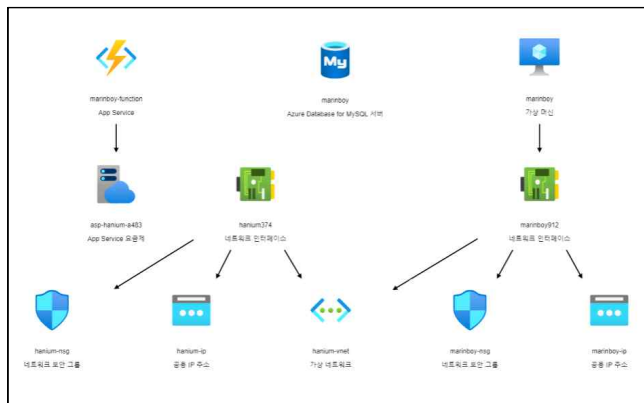 My
marinboy-function
App Service
marinboy
Azure Database for MySQL 서버
marinboy
가상 머신
asp-hanium-a483
App Service 요금제
hanium374
네트워크 인터페이스
marinboy912
네트워크 인터페이스
hanium-nsg
네트워크 보안 그룹
hanium-ip
공용 IP 주소
hanium-vnet
가상 네트워크
marinboy-nsg
네트워크 보안 그룹
marinboy-ip
공용 IP 주소